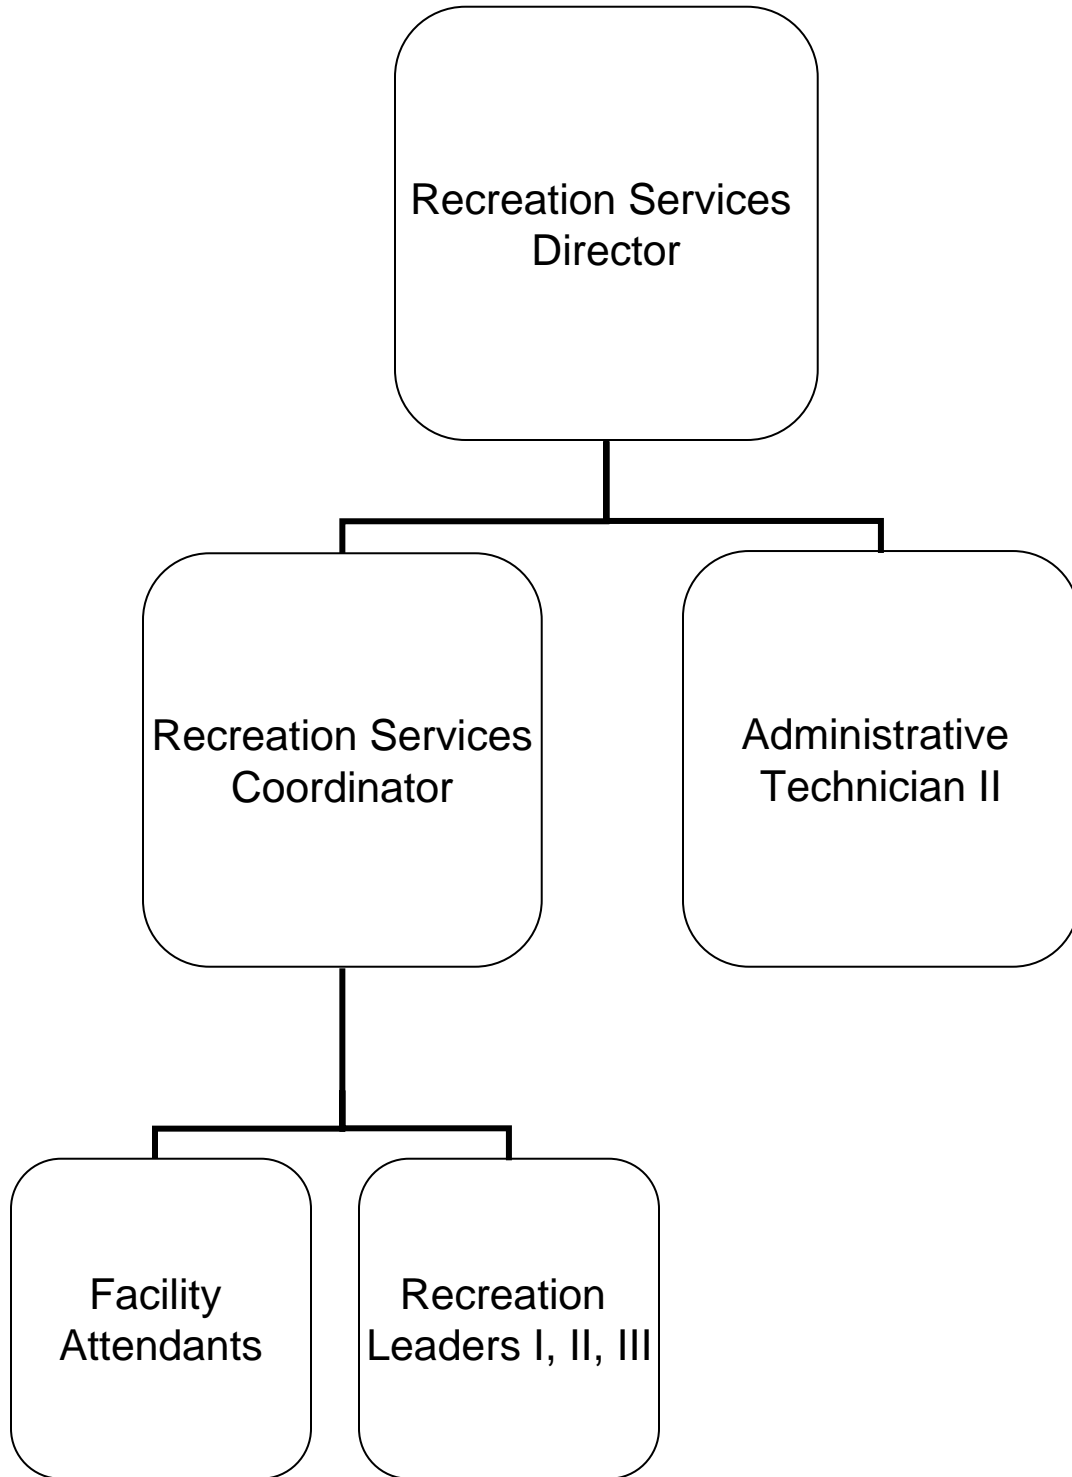 Recreation Services
Director
Recreation Services
Coordinator
Administrative
Technician II
Facility
Attendants
Recreation
Leaders I, II, III